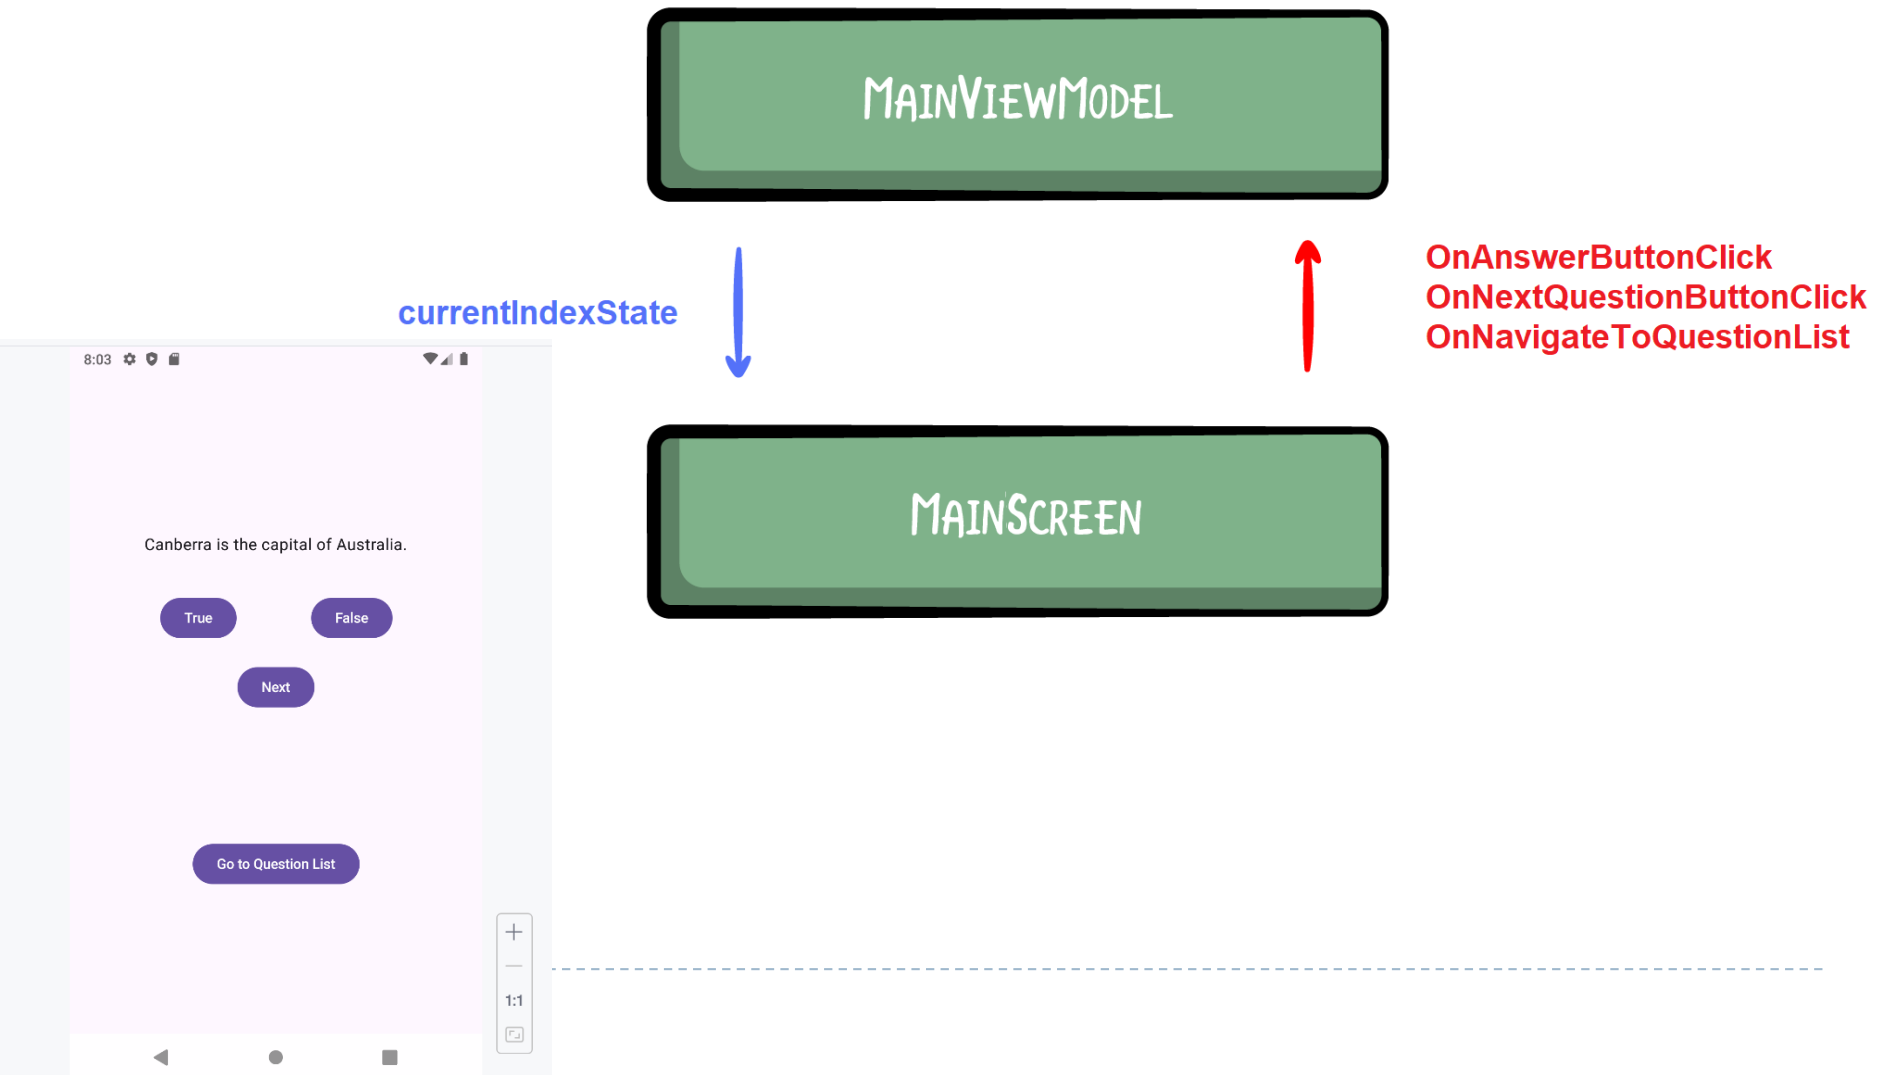 MainViewModel
currentIndexState
OnAnswerButtonClick
OnNextQuestionButtonClick
OnNavigateToQuestionList
MainScreen
8:03
Canberra is the capital of Australia.
True False
Next
Go to Question List
1:1